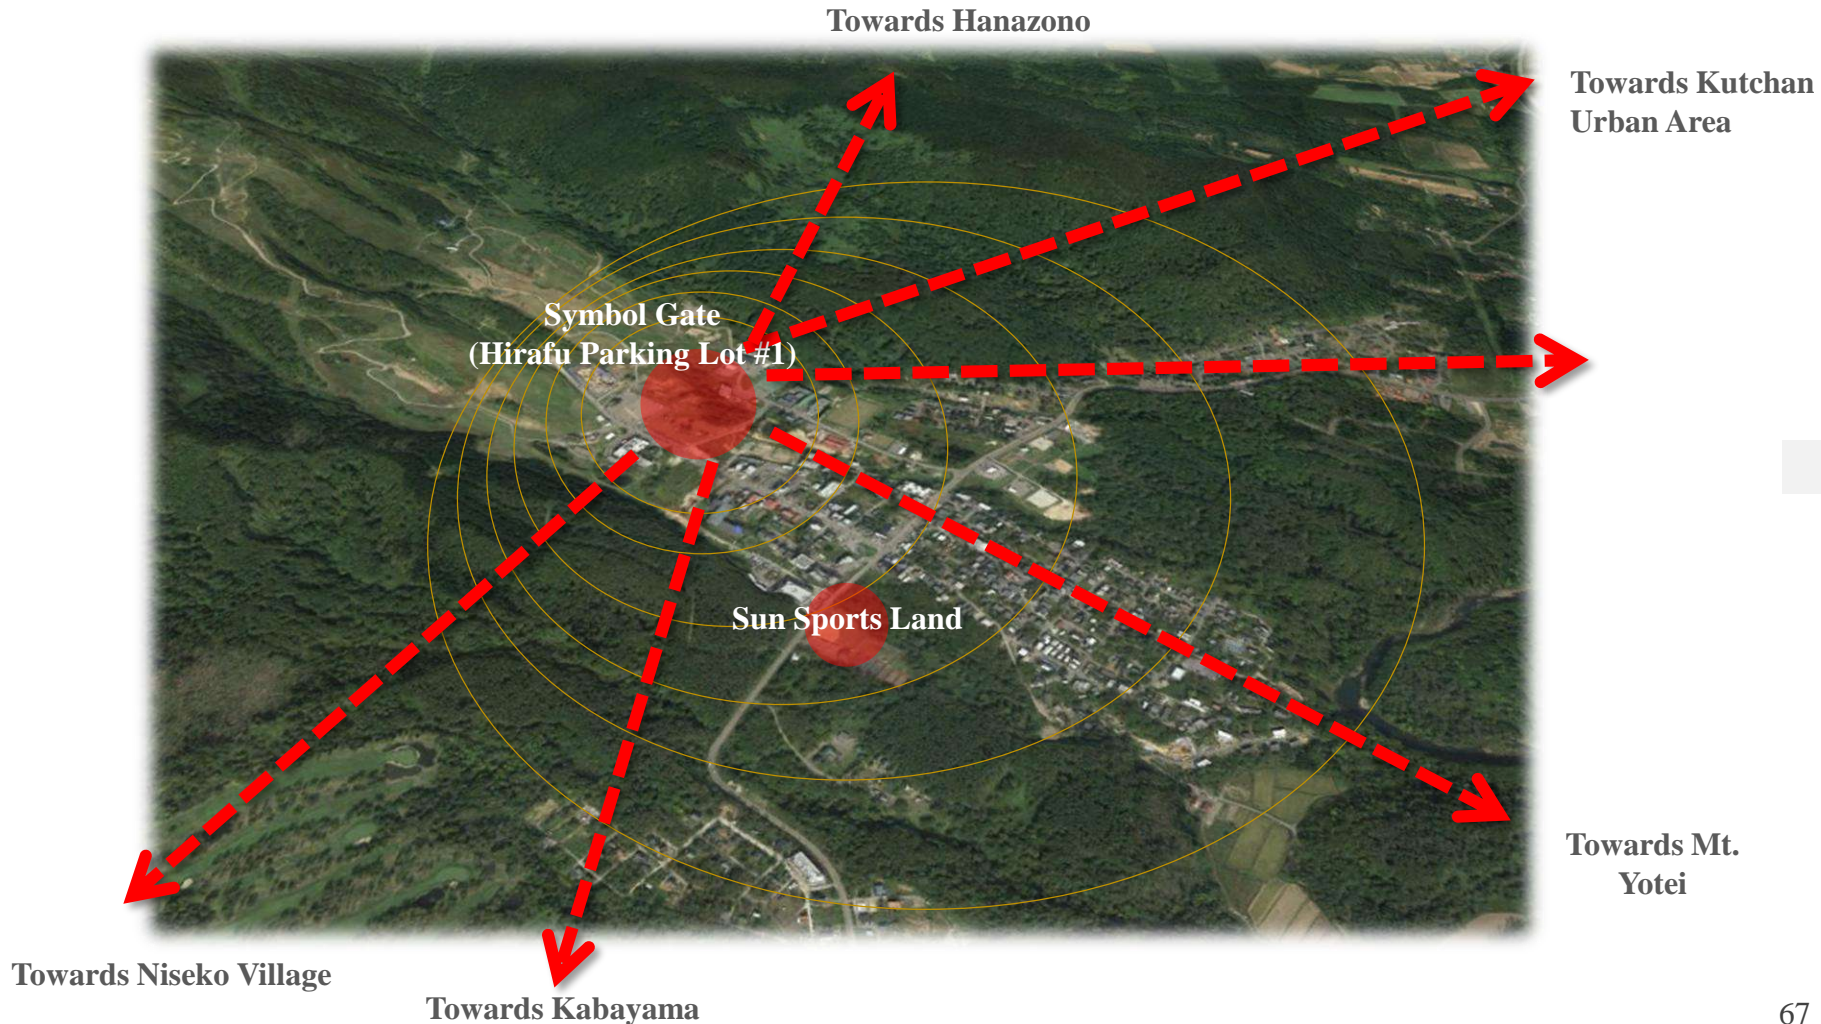 Towards Hanazono
Towards Kutchan
Urban Area
Symbol Gate
(Hirafu Parking Lot #1)
Sun Sports Land
Towards Mt.
Yotei
Towards Niseko Village
Towards Kabayama
67